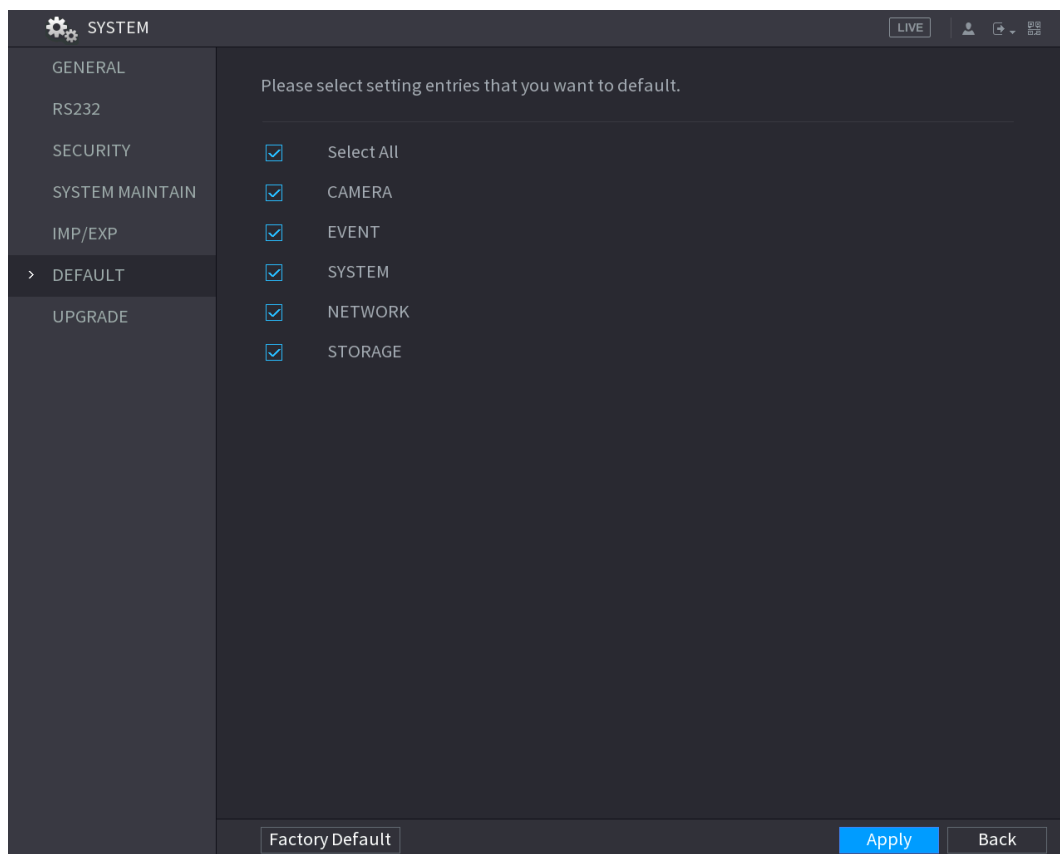 SYSTEM
LIVE
GENERAL
RS232
SECURITY
SYSTEM MAINTAIN
IMP/EXP
DEFAULT
UPGRADE
Please select setting entries that you want to default.
Select All
CAMERA
EVENT
SYSTEM
NETWORK
STORAGE
Factory Default
Apply
Back